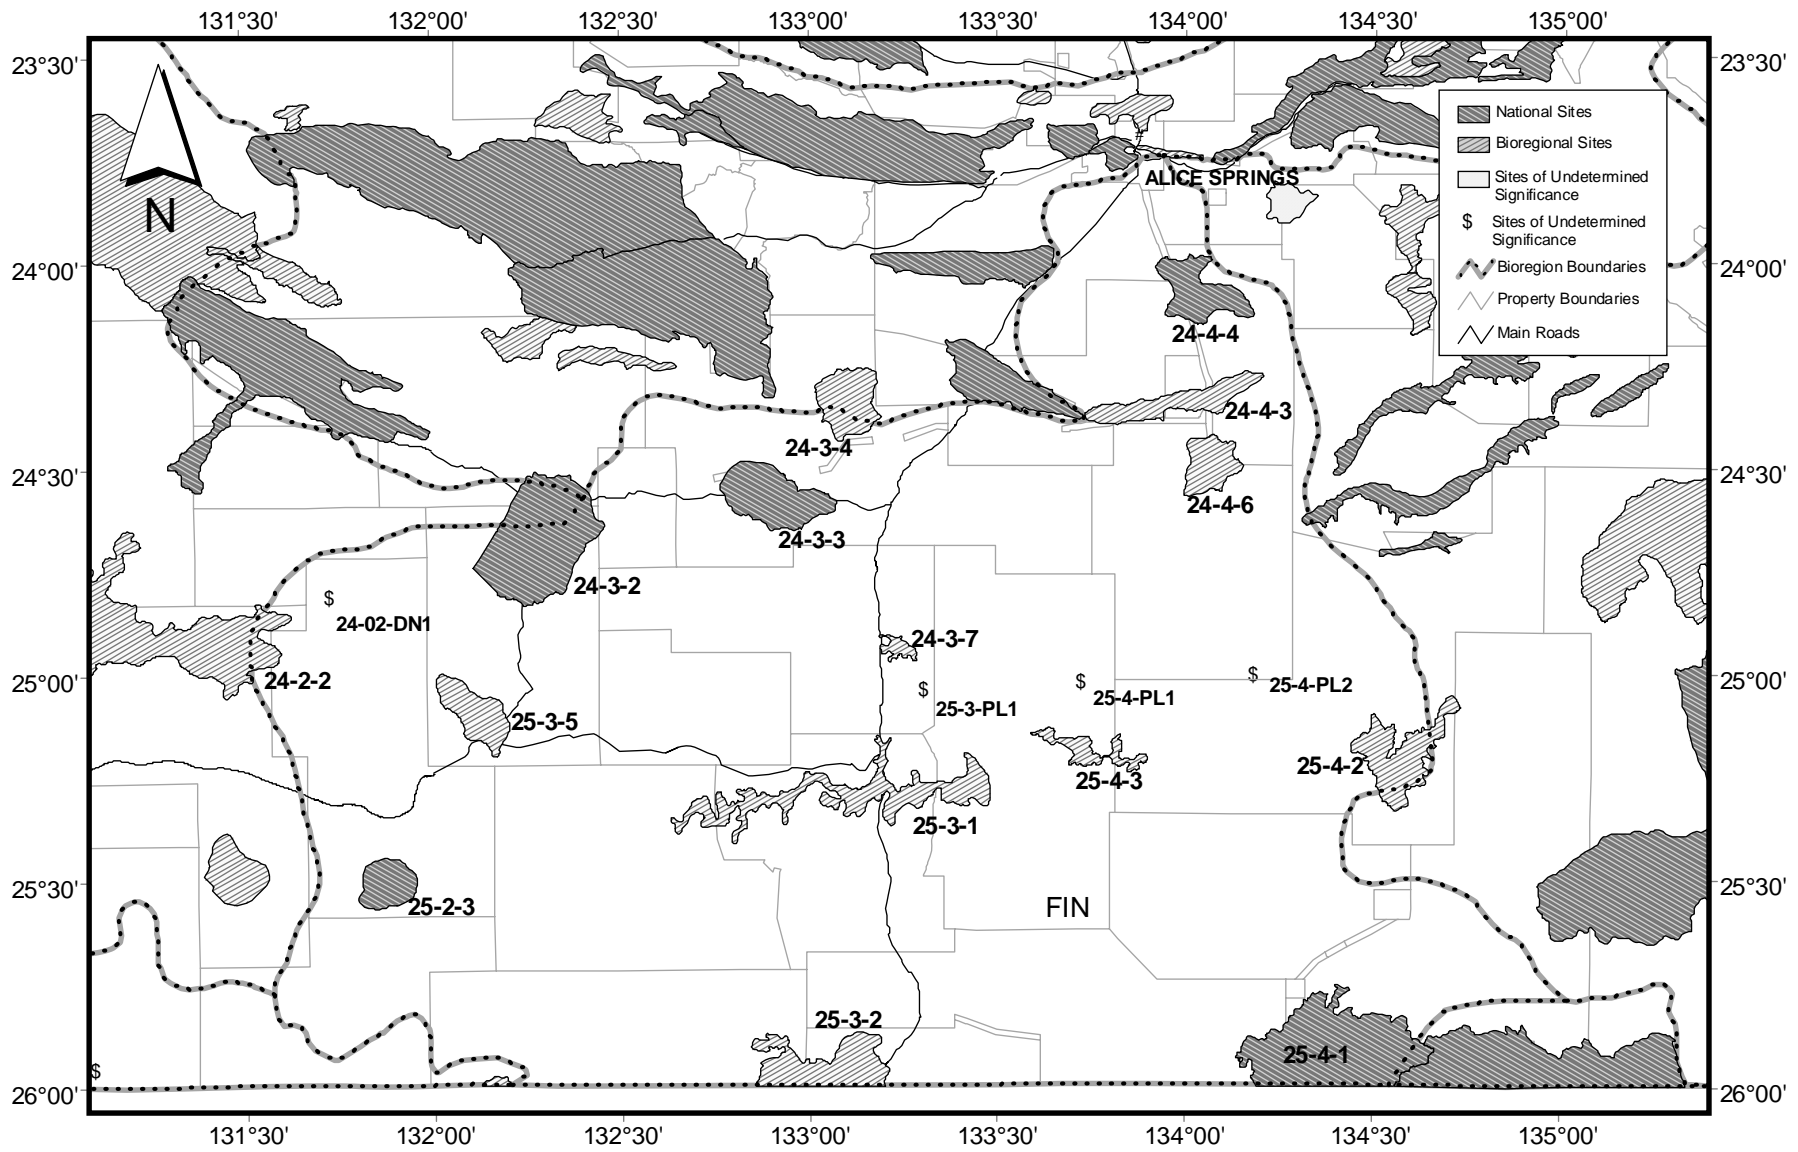 131°30' 132°00' 132°30' 133°00' 133°30' 134°00' 134°30' 135°00'
23°30' 23°30'
National Sites
Bioregional Sites
ALICE SPRINGS
Sites of Undetermined
Significance
N
$ Sites of Undetermined
Significance
24°00' Bioregion Boundaries 24°00'
Property Boundaries
24-4-4 Main Roads
24-4-3
24-3-4
24°30' 24°30'
24-4-6
24-3-3
24-3-2
$
24-02-DN1
24-3-7
25°00' 24-2-2 $ $ $ 25°00'
25-4-PL2
25-4-PL1
25-3-PL1
25-3-5
25-4-2
25-4-3
25-3-1
25°30' 25°30'
25-2-3 FIN
25-3-2
25-4-1
$
26°00' 26°00'
131°30' 132°00' 132°30' 133°00' 133°30' 134°00' 134°30' 135°00'